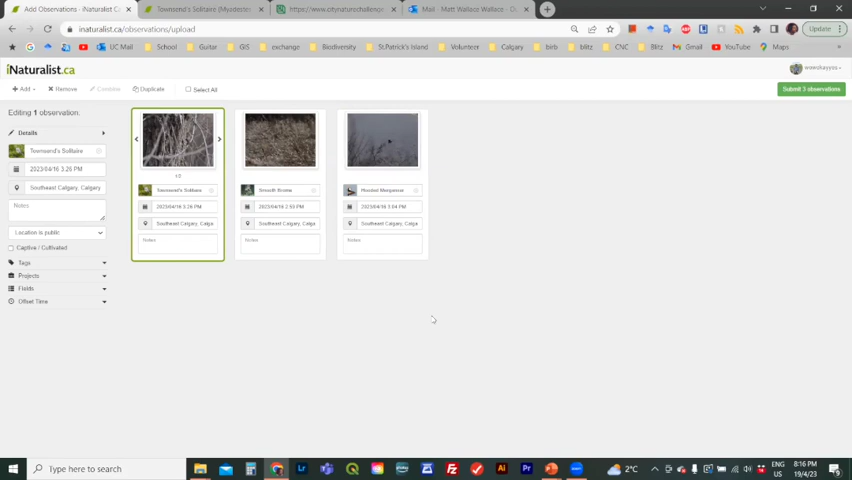 Add Observations - iNaturalist Ca
Townsend's Solitaire (Myadestes
https://www.citynaturechallenge
Mail - Matt Wallace Wallace - Ou
inaturalist.ca/observations/upload
Update
G UC Mail School Guitar GIS exchange Biodiversity St.Patrick's Island Volunteer Calgary birb blitz CNC Blitz Gmail YouTube Maps
iNaturalist.ca
+ Add Remove Combine Duplicate Select All
Submit 3 observations
Editing 1 observation:
Details
Townsend's Solitaire
2023/04/16 3:26 PM
Southeast Calgary, Calgary
Notes
Location is public
Captive / Cultivated
Tags
Projects
Fields
Offset Time
Townsend's Solitaire
2023/04/16 3:26 PM
Southeast Calgary, Calga
Notes
Smooth Brome
2023/04/16 2:59 PM
Southeast Calgary, Calga
Notes
Hooded Merganser
2023/04/16 3:04 PM
Southeast Calgary, Calga
Notes
Type here to search
Lr
Fz
Ai
Pr
2°C
ENG
US
8:16 PM
19/4/23